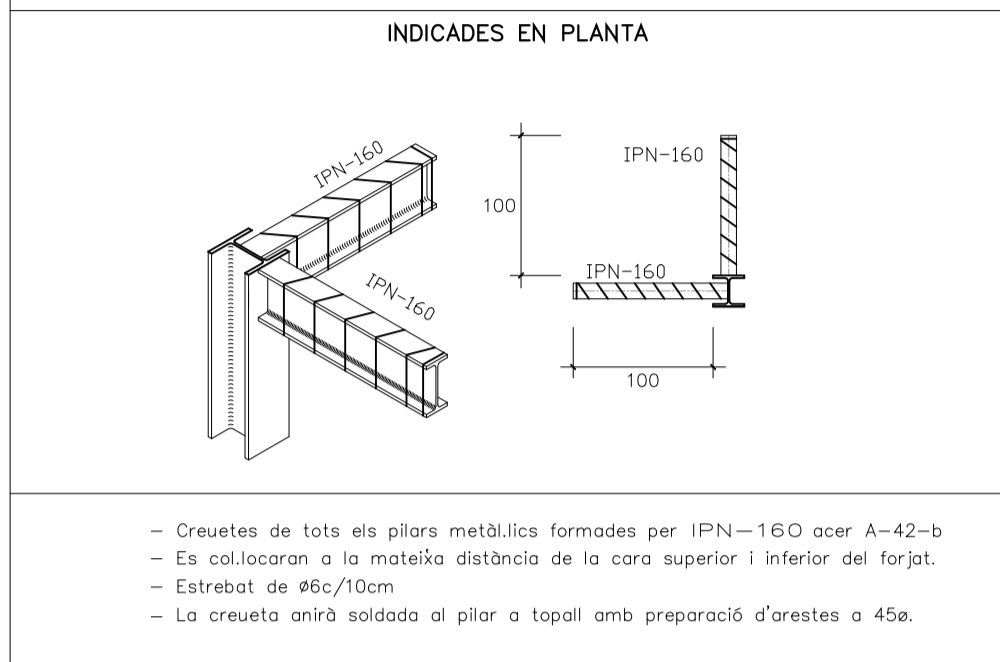 INDICADES EN PLANTA
IPN-160
IPN-160
IPN-160
100
IPN-160
100
- Creuetes de tots els pilars metàl.lics formades per IPN-160 acer A-42-b
- Es col.locaran a la mateixa distància de la cara superior i inferior del forjat.
- Estrebat de ø6c/10cm
- La creueta anirà soldada al pilar a topall amb preparació d'arestes a 45ø.